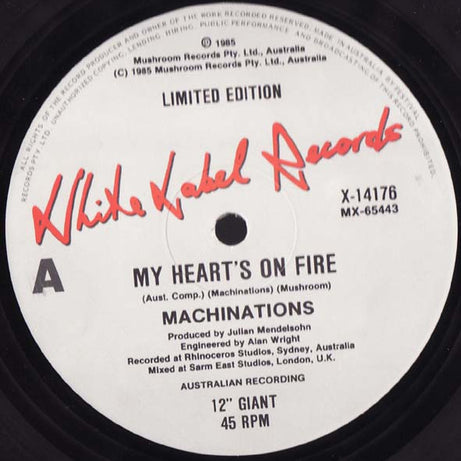 ALL RIGHTS OF THE RECORD PRODUCER AND OWNER OF THE WORK RECORDED RESERVED. MADE IN AUSTRALIA BY FESTIVAL
RECORDS PTY. LTD. UNAUTHORISED COPYING, LENDING, HIRING, PUBLIC PERFORMANCE AND BROADCASTING OF THIS RECORD PROHIBITED.
Ⓟ 1985
Mushroom Records Pty. Ltd., Australia
(C) 1985 Mushroom Records Pty. Ltd., Australia
LIMITED EDITION
White Label Records
X-14176
MX-65443
A
MY HEART'S ON FIRE
(Aust. Comp.) (Machinations) (Mushroom)
MACHINATIONS
Produced by Julian Mendelsohn
Engineered by Alan Wright
Recorded at Rhinoceros Studios, Sydney, Australia
Mixed at Sarm East Studios, London, U.K.
AUSTRALIAN RECORDING
12" GIANT
45 RPM